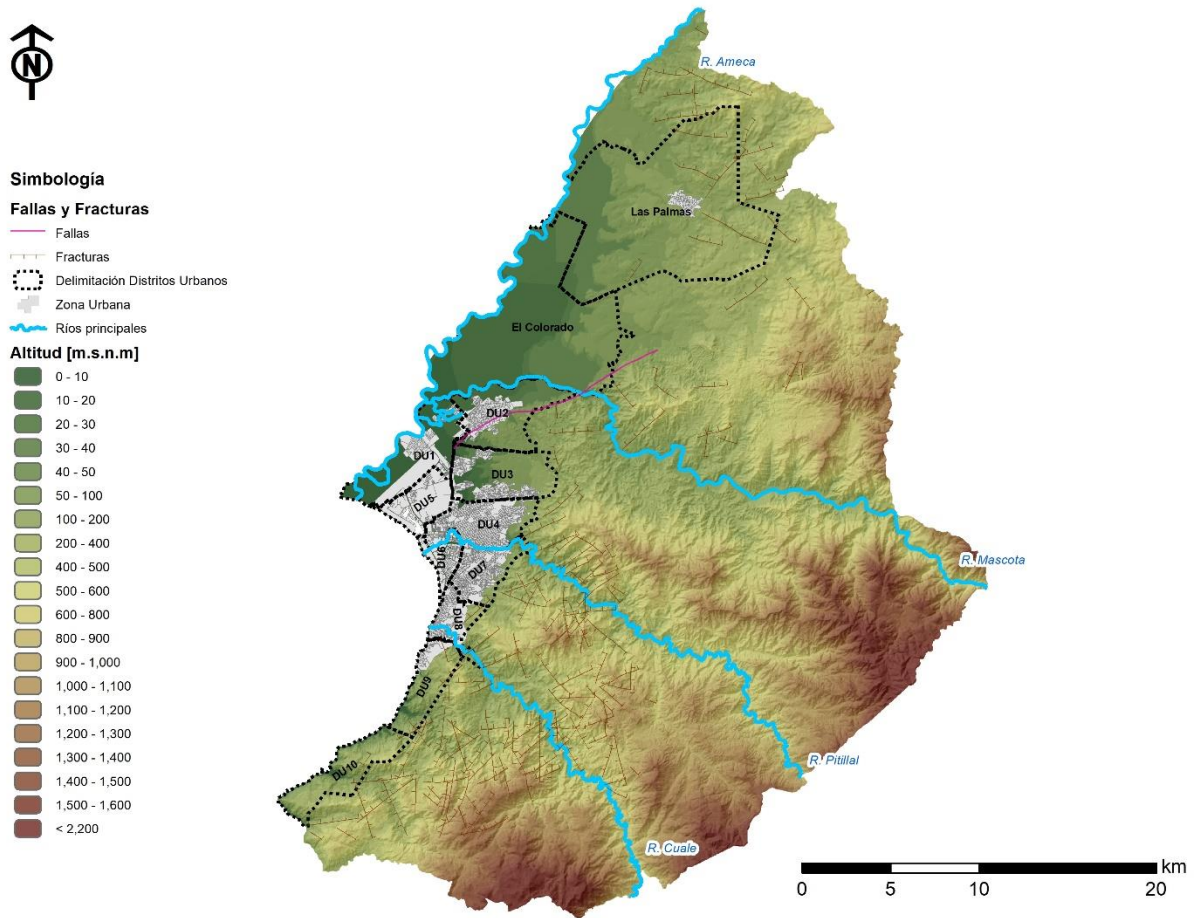 N
Simbología
Fallas y Fracturas
Fallas
Fracturas
Delimitación Distritos Urbanos
Zona Urbana
Ríos principales
Altitud [m.s.n.m]
0 - 10
10 - 20
20 - 30
30 - 40
40 - 50
50 - 100
100 - 200
200 - 400
400 - 500
500 - 600
600 - 800
800 - 900
900 - 1,000
1,000 - 1,100
1,100 - 1,200
1,200 - 1,300
1,300 - 1,400
1,400 - 1,500
1,500 - 1,600
< 2,200
R. Ameca
Las Palmas
El Colorado
DU2
DU1
DU3
DU5
DU4
R. Mascota
DU6
DU7
DU8
DU9
DU10
R. Pitillal
R. Cuale
km
0 5 10 20